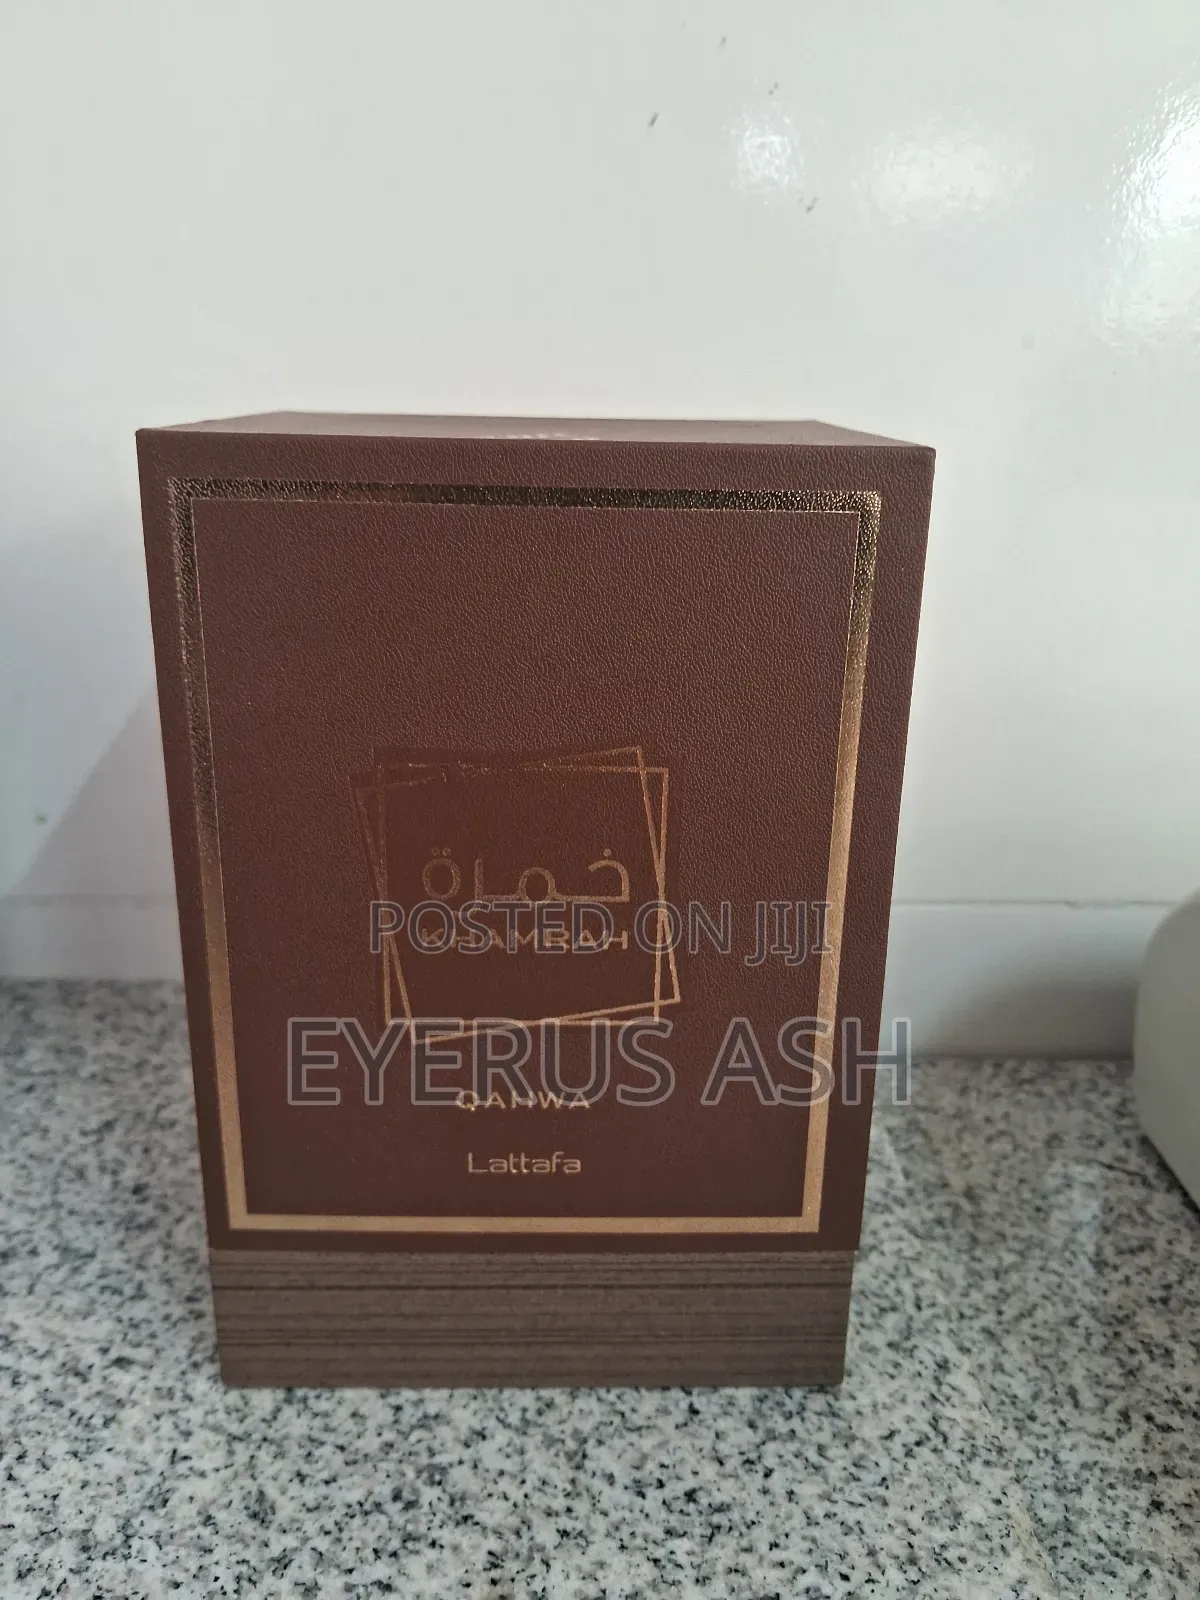 خمرة
KHAMRAH
POSTED ON JIJI
EYERUS ASH
QAHWA
Lattafa